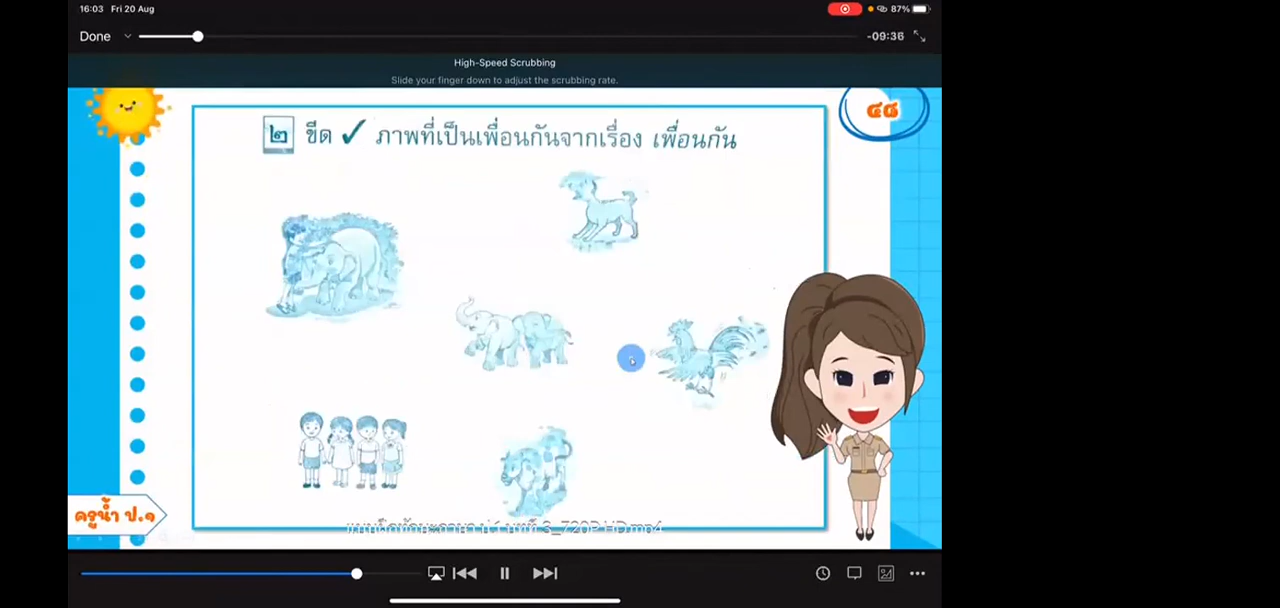 16:03 Fri 20 Aug
87%
Done
-09:36
High-Speed Scrubbing
Slide your finger down to adjust the scrubbing rate.
๔๘
๒ ขีด ✓ ภาพที่เป็นเพื่อนกันจากเรื่อง เพื่อนกัน
ครูน้ำ ป.๑
3_720P HD.mp4